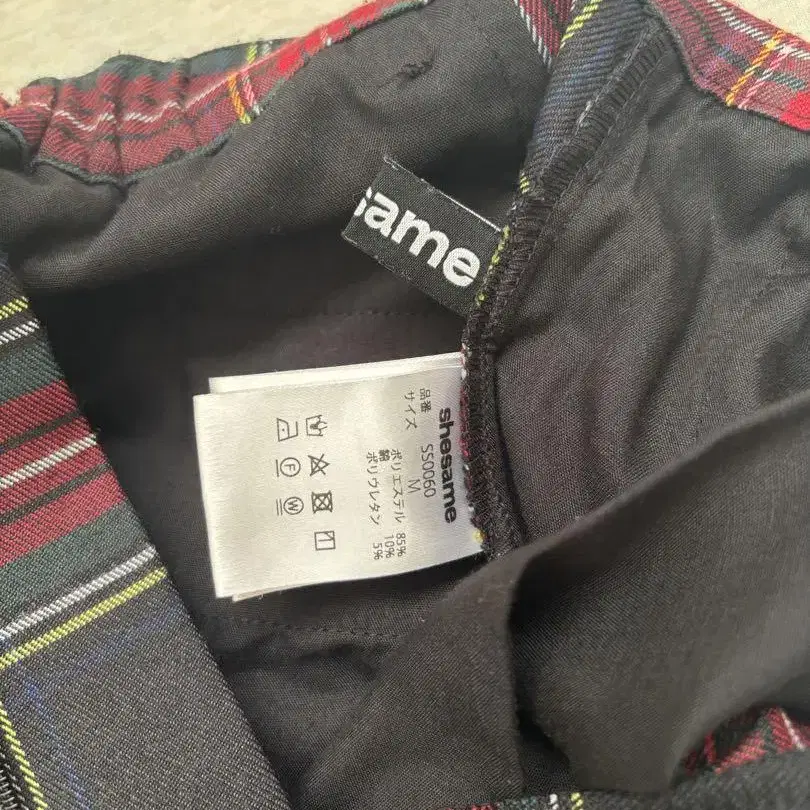 same
shesame
品番 SS0060
サイズ M
ポリエステル 85%
綿 10%
ポリウレタン 5%
F
W